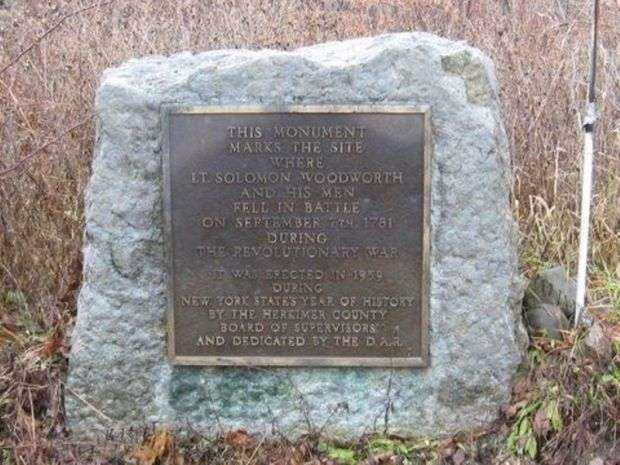 THIS MONUMENT
MARKS THE SITE
WHERE
LT. SOLOMON WOODWORTH
AND HIS MEN
FELL IN BATTLE
ON SEPTEMBER 7TH, 1781
DURING
THE REVOLUTIONARY WAR
IT WAS ERECTED IN 1959
DURING
NEW YORK STATE'S YEAR OF HISTORY
BY THE HERKIMER COUNTY
BOARD OF SUPERVISORS
AND DEDICATED BY THE D.A.R.